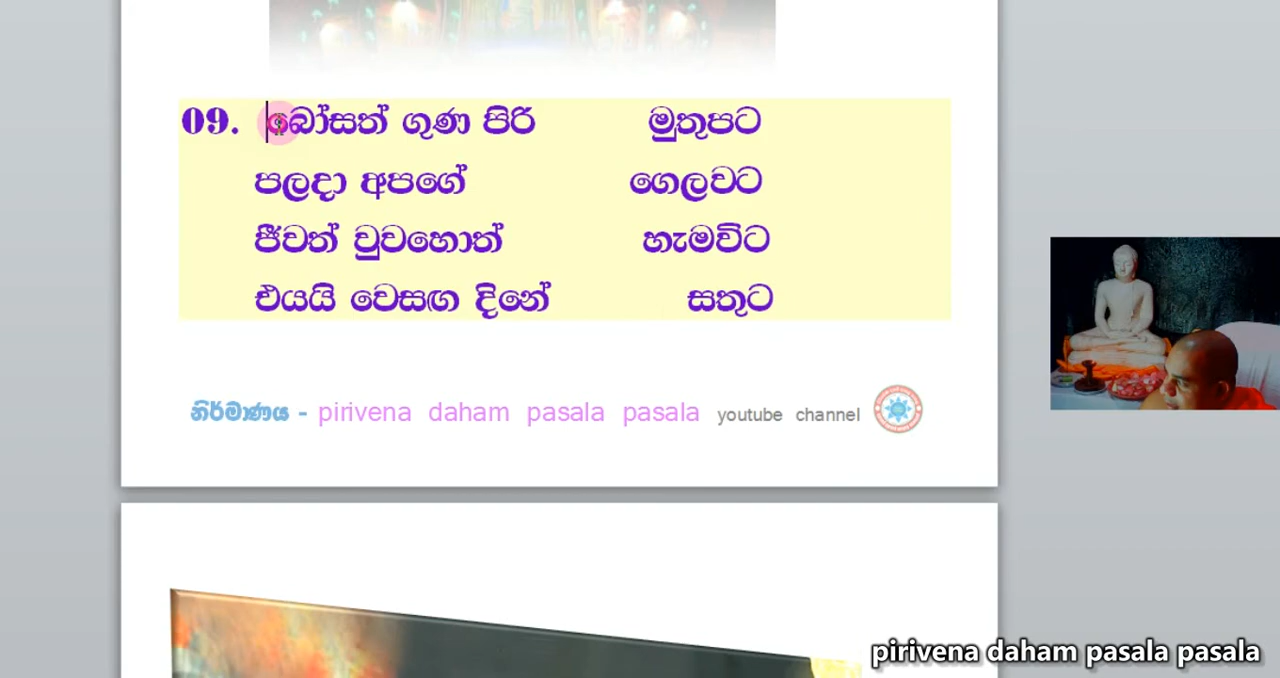 09. බෝසත් ගුණ පිරි මුතුපට
පලදා අපගේ ගෙලවට
ජීවත් වුවහොත් හැමවිට
එයයි වෙසඟ දිනේ සතුට
නිර්මාණය - pirivena daham pasala pasala youtube channel
pirivena daham pasala pasala